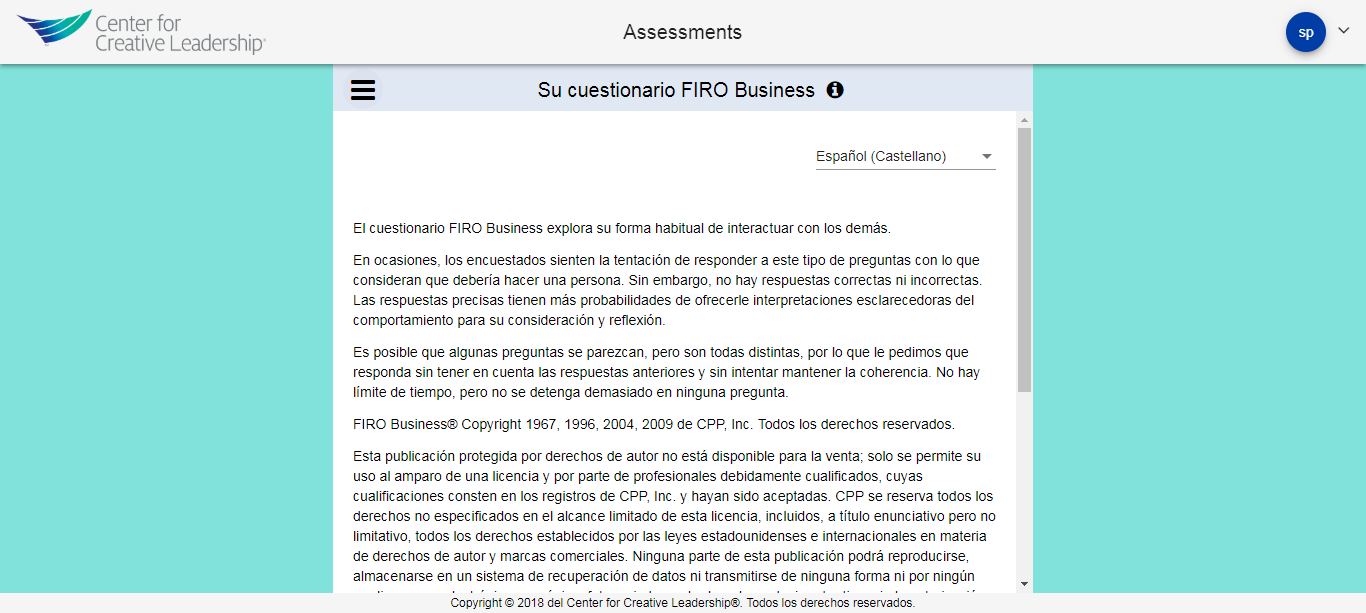 Center for
Creative Leadership®
Assessments
sp
Su cuestionario FIRO Business
Español (Castellano)
El cuestionario FIRO Business explora su forma habitual de interactuar con los demás.
En ocasiones, los encuestados sienten la tentación de responder a este tipo de preguntas con lo que
consideran que debería hacer una persona. Sin embargo, no hay respuestas correctas ni incorrectas.
Las respuestas precisas tienen más probabilidades de ofrecerle interpretaciones esclarecedoras del
comportamiento para su consideración y reflexión.
Es posible que algunas preguntas se parezcan, pero son todas distintas, por lo que le pedimos que
responda sin tener en cuenta las respuestas anteriores y sin intentar mantener la coherencia. No hay
límite de tiempo, pero no se detenga demasiado en ninguna pregunta.
FIRO Business® Copyright 1967, 1996, 2004, 2009 de CPP, Inc. Todos los derechos reservados.
Esta publicación protegida por derechos de autor no está disponible para la venta; solo se permite su
uso al amparo de una licencia y por parte de profesionales debidamente cualificados, cuyas
cualificaciones consten en los registros de CPP, Inc. y hayan sido aceptadas. CPP se reserva todos los
derechos no especificados en el alcance limitado de esta licencia, incluidos, a título enunciativo pero no
limitativo, todos los derechos establecidos por las leyes estadounidenses e internacionales en materia
de derechos de autor y marcas comerciales. Ninguna parte de esta publicación podrá reproducirse,
almacenarse en un sistema de recuperación de datos ni transmitirse de ninguna forma ni por ningún
Copyright © 2018 del Center for Creative Leadership®. Todos los derechos reservados.